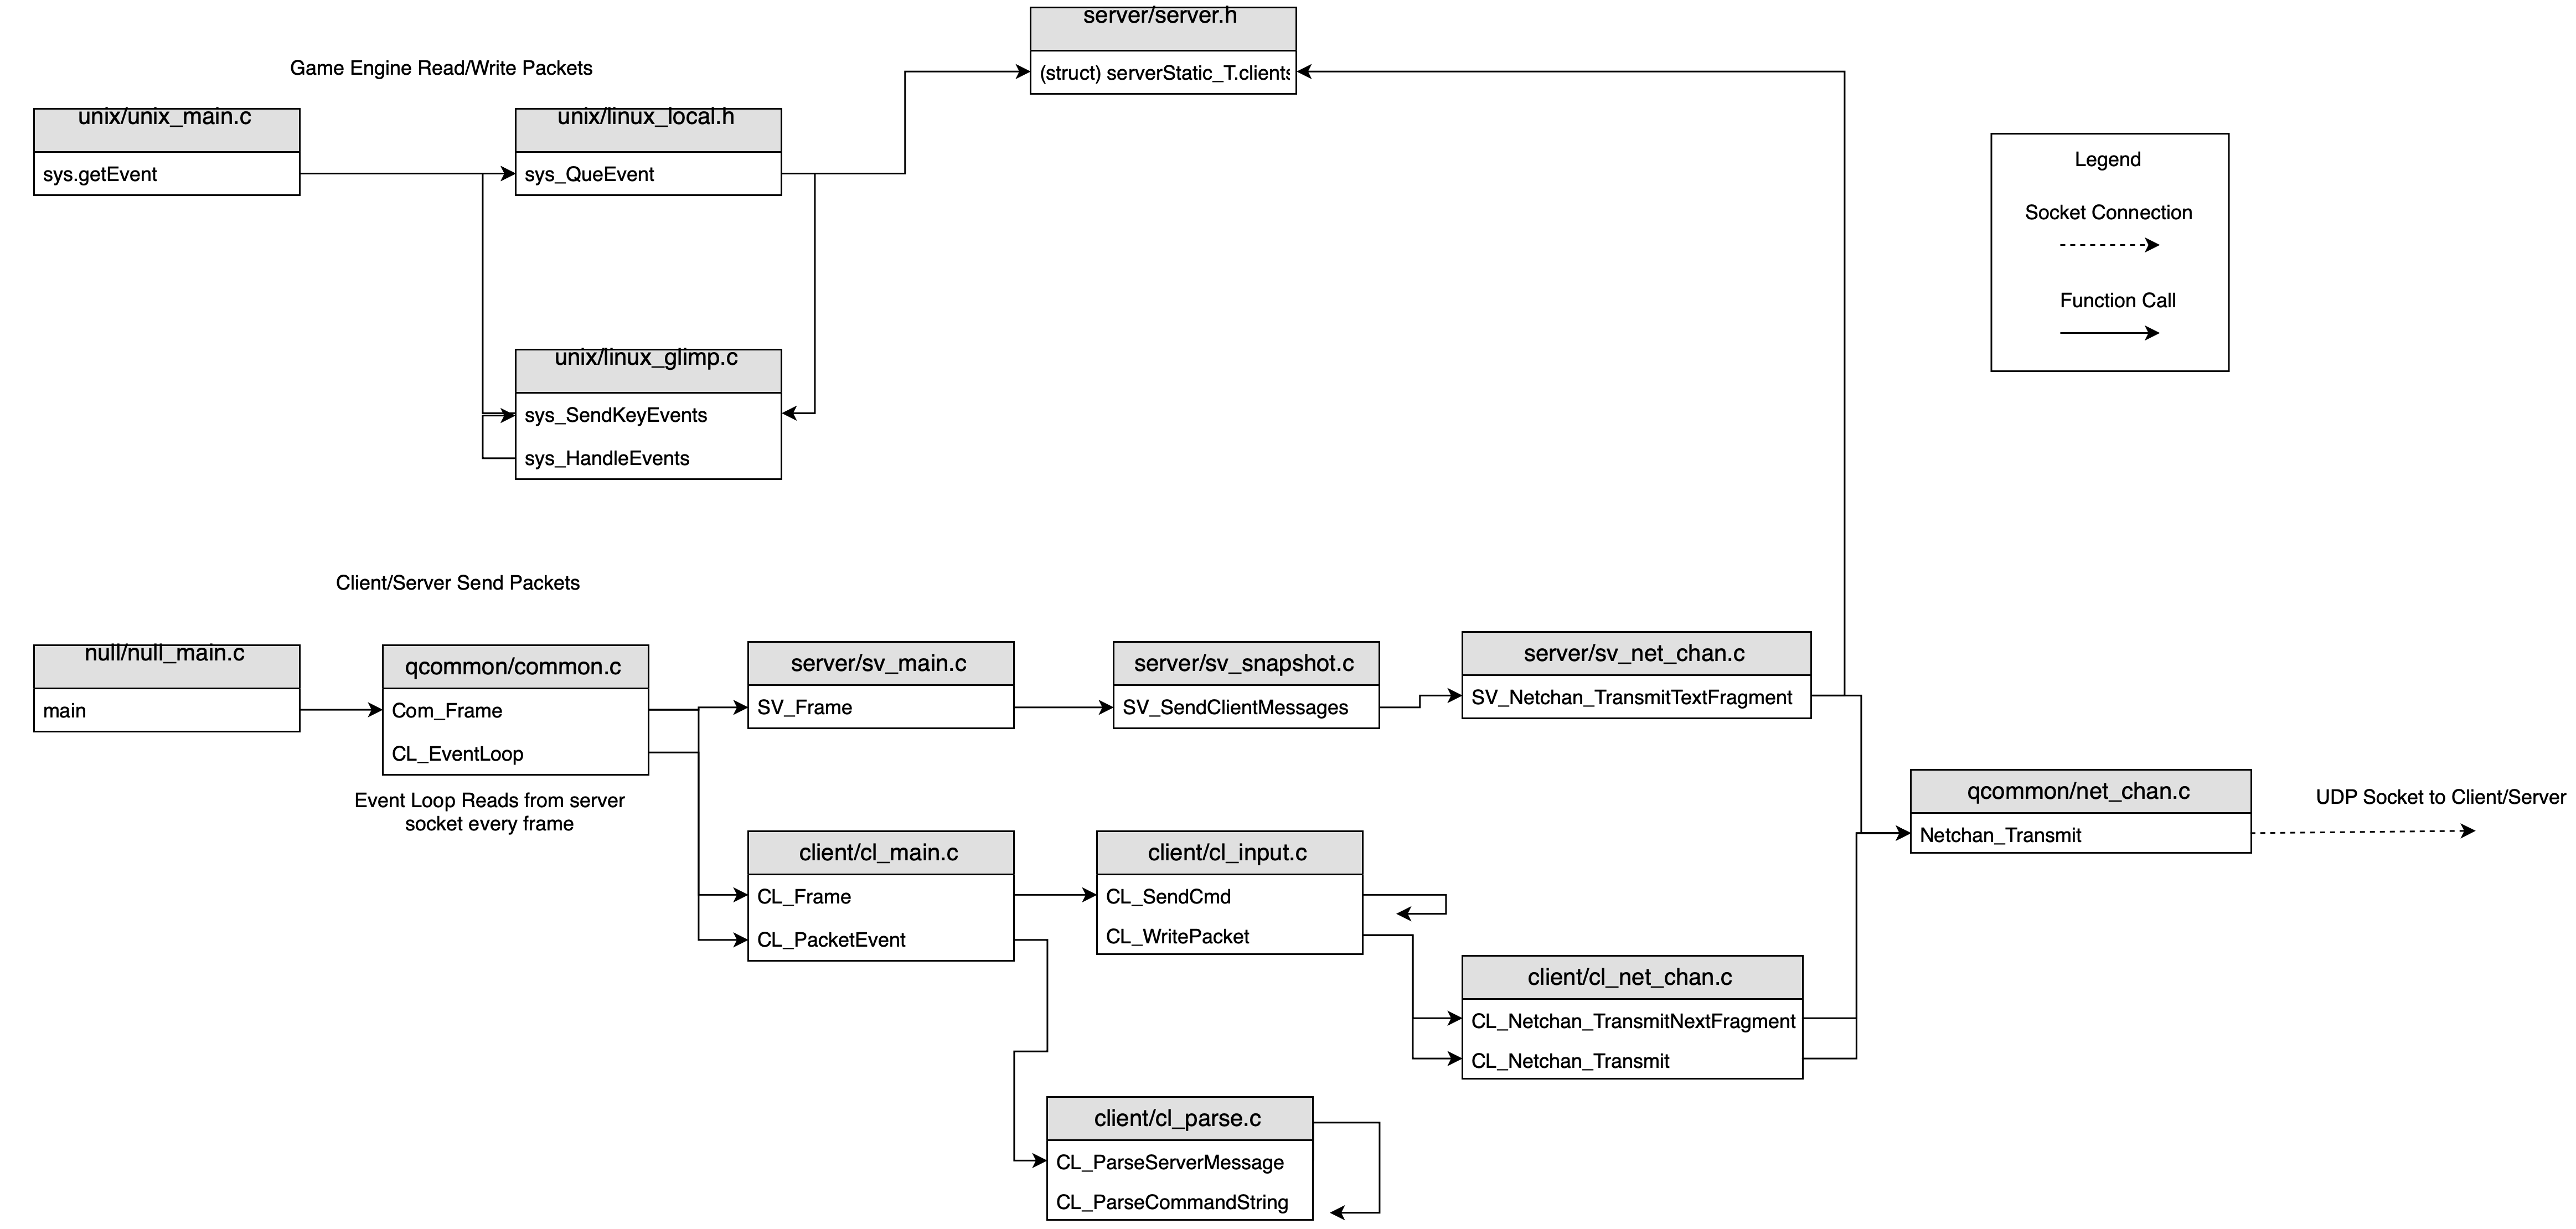 server/server.h
(struct) serverStatic_T.clients
Game Engine Read/Write Packets
unix/unix_main.c
sys.getEvent
unix/linux_local.h
sys_QueEvent
Legend
Socket Connection
Function Call
unix/linux_glimp.c
sys_SendKeyEvents
sys_HandleEvents
Client/Server Send Packets
null/null_main.c
main
qcommon/common.c
Com_Frame
CL_EventLoop
Event Loop Reads from server
socket every frame
server/sv_main.c
SV_Frame
server/sv_snapshot.c
SV_SendClientMessages
server/sv_net_chan.c
SV_Netchan_TransmitTextFragment
qcommon/net_chan.c
Netchan_Transmit
UDP Socket to Client/Server
client/cl_main.c
CL_Frame
CL_PacketEvent
client/cl_input.c
CL_SendCmd
CL_WritePacket
client/cl_net_chan.c
CL_Netchan_TransmitNextFragment
CL_Netchan_Transmit
client/cl_parse.c
CL_ParseServerMessage
CL_ParseCommandString